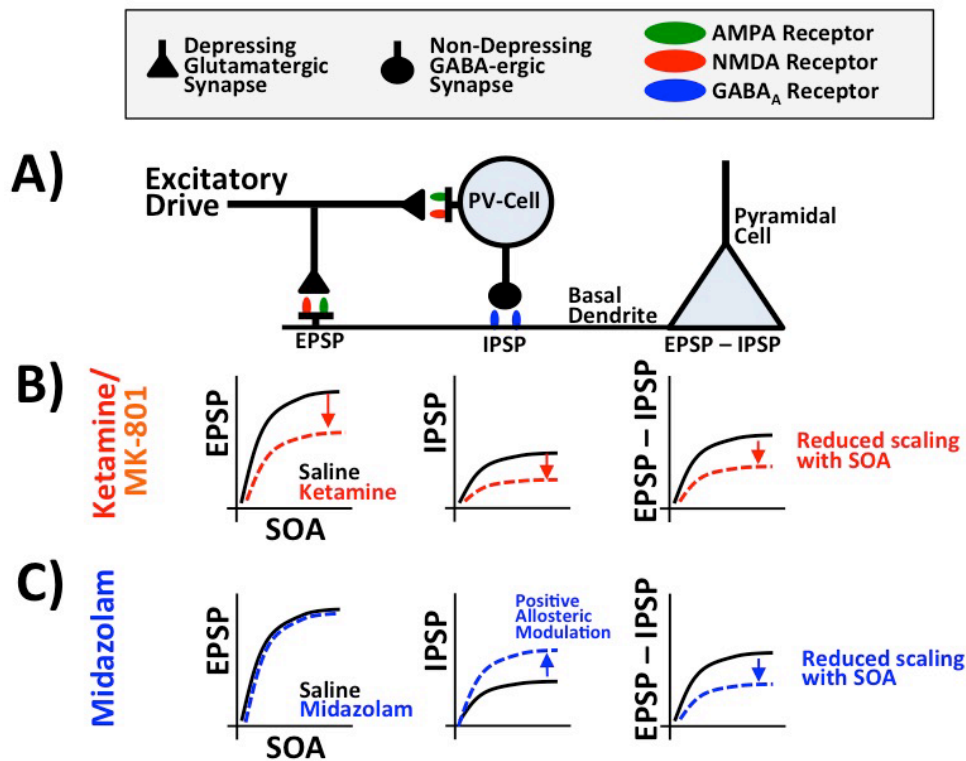 Depressing
Glutamatergic
Synapse
Non-Depressing
GABA-ergic
Synapse
AMPA Receptor
NMDA Receptor
GABA_A Receptor
A)
Excitatory
Drive
PV-Cell
Pyramidal
Cell
Basal
Dendrite
EPSP
IPSP
EPSP – IPSP
B)
Ketamine/
MK-801
EPSP
Saline
Ketamine
SOA
IPSP
EPSP – IPSP
Reduced scaling
with SOA
C)
Midazolam
EPSP
Saline
Midazolam
SOA
IPSP
Positive
Allosteric
Modulation
EPSP – IPSP
Reduced scaling
with SOA